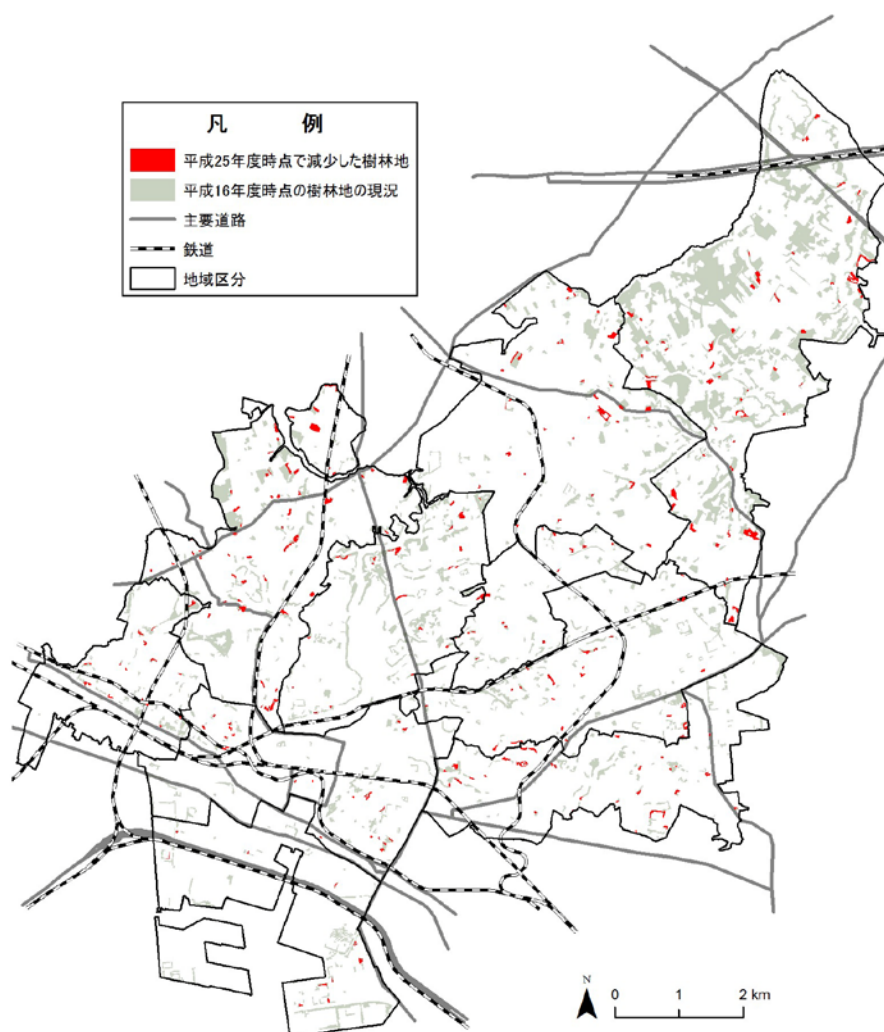 凡 例
平成25年度時点で減少した樹林地
平成16年度時点の樹林地の現況
主要道路
鉄道
地域区分
N
0 1 2 km